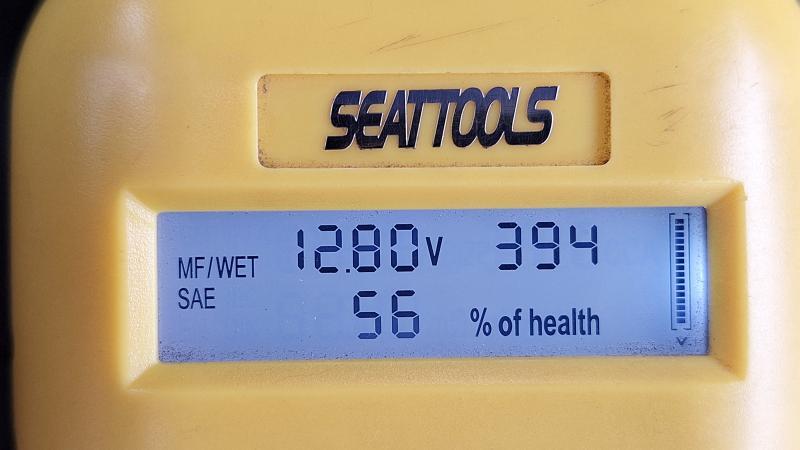 SEATTOOLS
MF/WET 12.80V 394
SAE 56 % of health
V